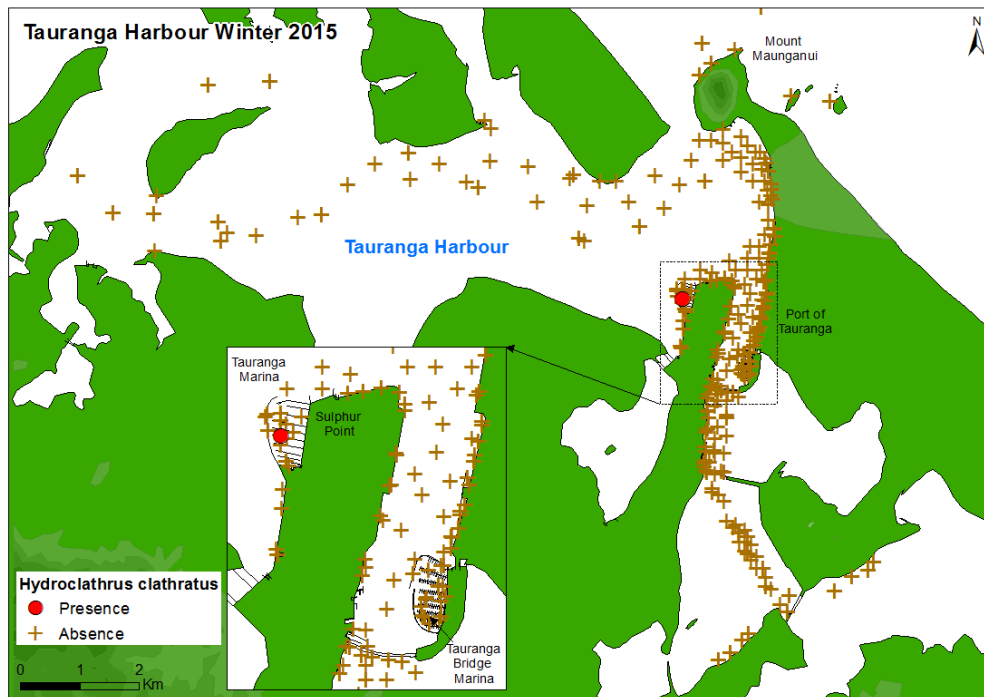 Tauranga Harbour Winter 2015
N
Mount
Maunganui
Tauranga Harbour
Port of
Tauranga
Tauranga
Marina
Sulphur
Point
Tauranga
Bridge
Marina
Hydroclathrus clathratus
Presence
Absence
0 1 2
Km